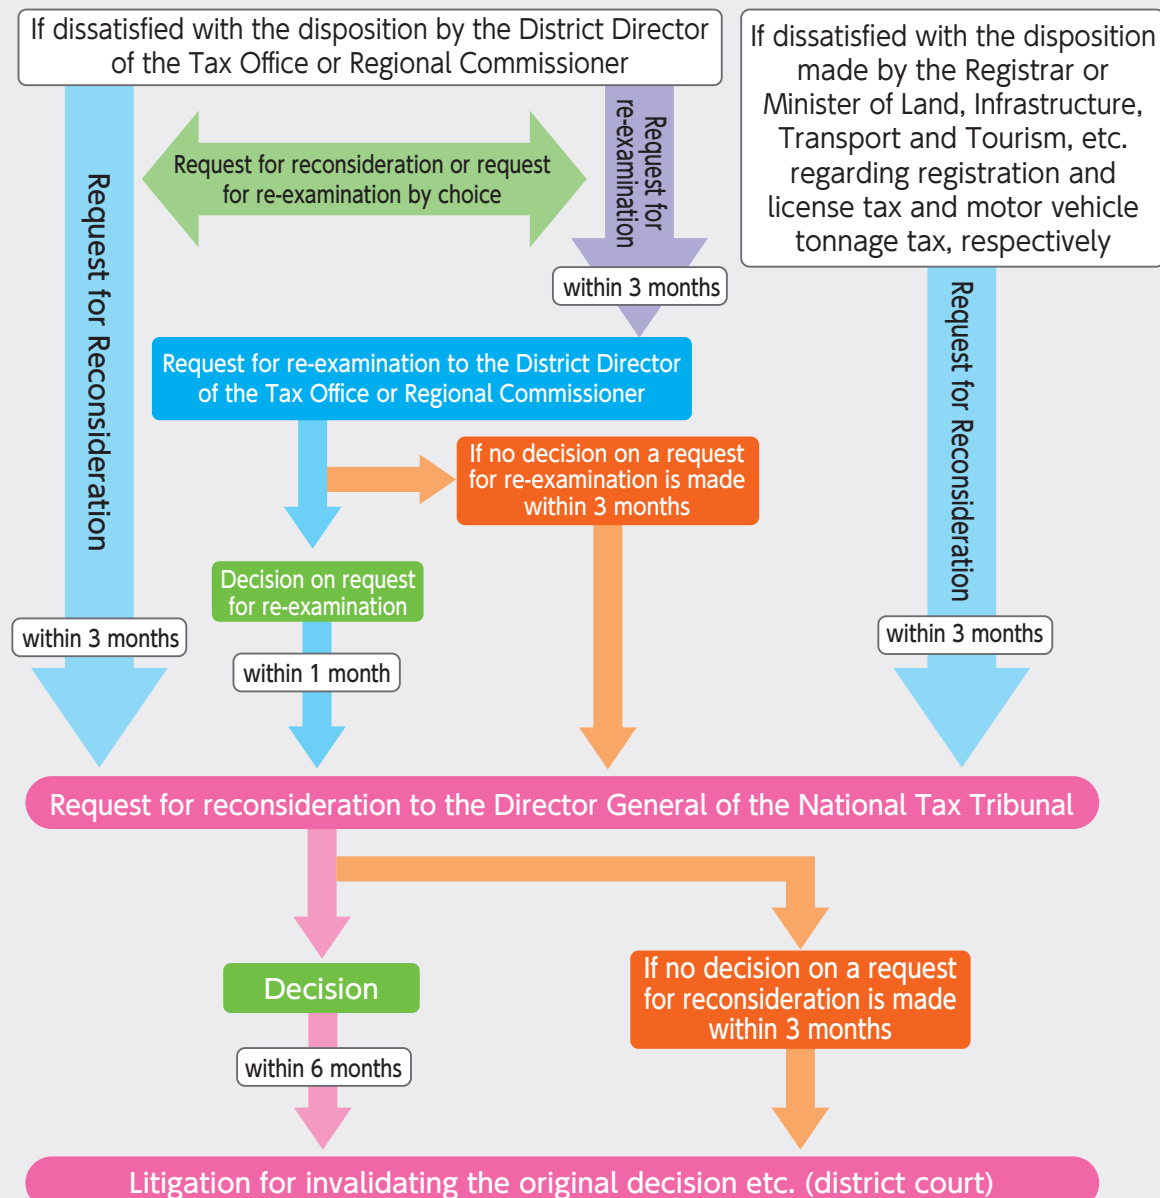 If dissatisfied with the disposition by the District Director
of the Tax Office or Regional Commissioner
If dissatisfied with the disposition
made by the Registrar or
Minister of Land, Infrastructure,
Transport and Tourism, etc.
regarding registration and
license tax and motor vehicle
tonnage tax, respectively
Request for Reconsideration
Request for reconsideration or request
for re-examination by choice
Request for
re-examination
within 3 months
Request for re-examination to the District Director
of the Tax Office or Regional Commissioner
If no decision on a request
for re-examination is made
within 3 months
Request for Reconsideration
Decision on request
for re-examination
within 3 months
within 1 month
within 3 months
Request for reconsideration to the Director General of the National Tax Tribunal
Decision
If no decision on a request
for reconsideration is made
within 3 months
within 6 months
Litigation for invalidating the original decision etc. (district court)